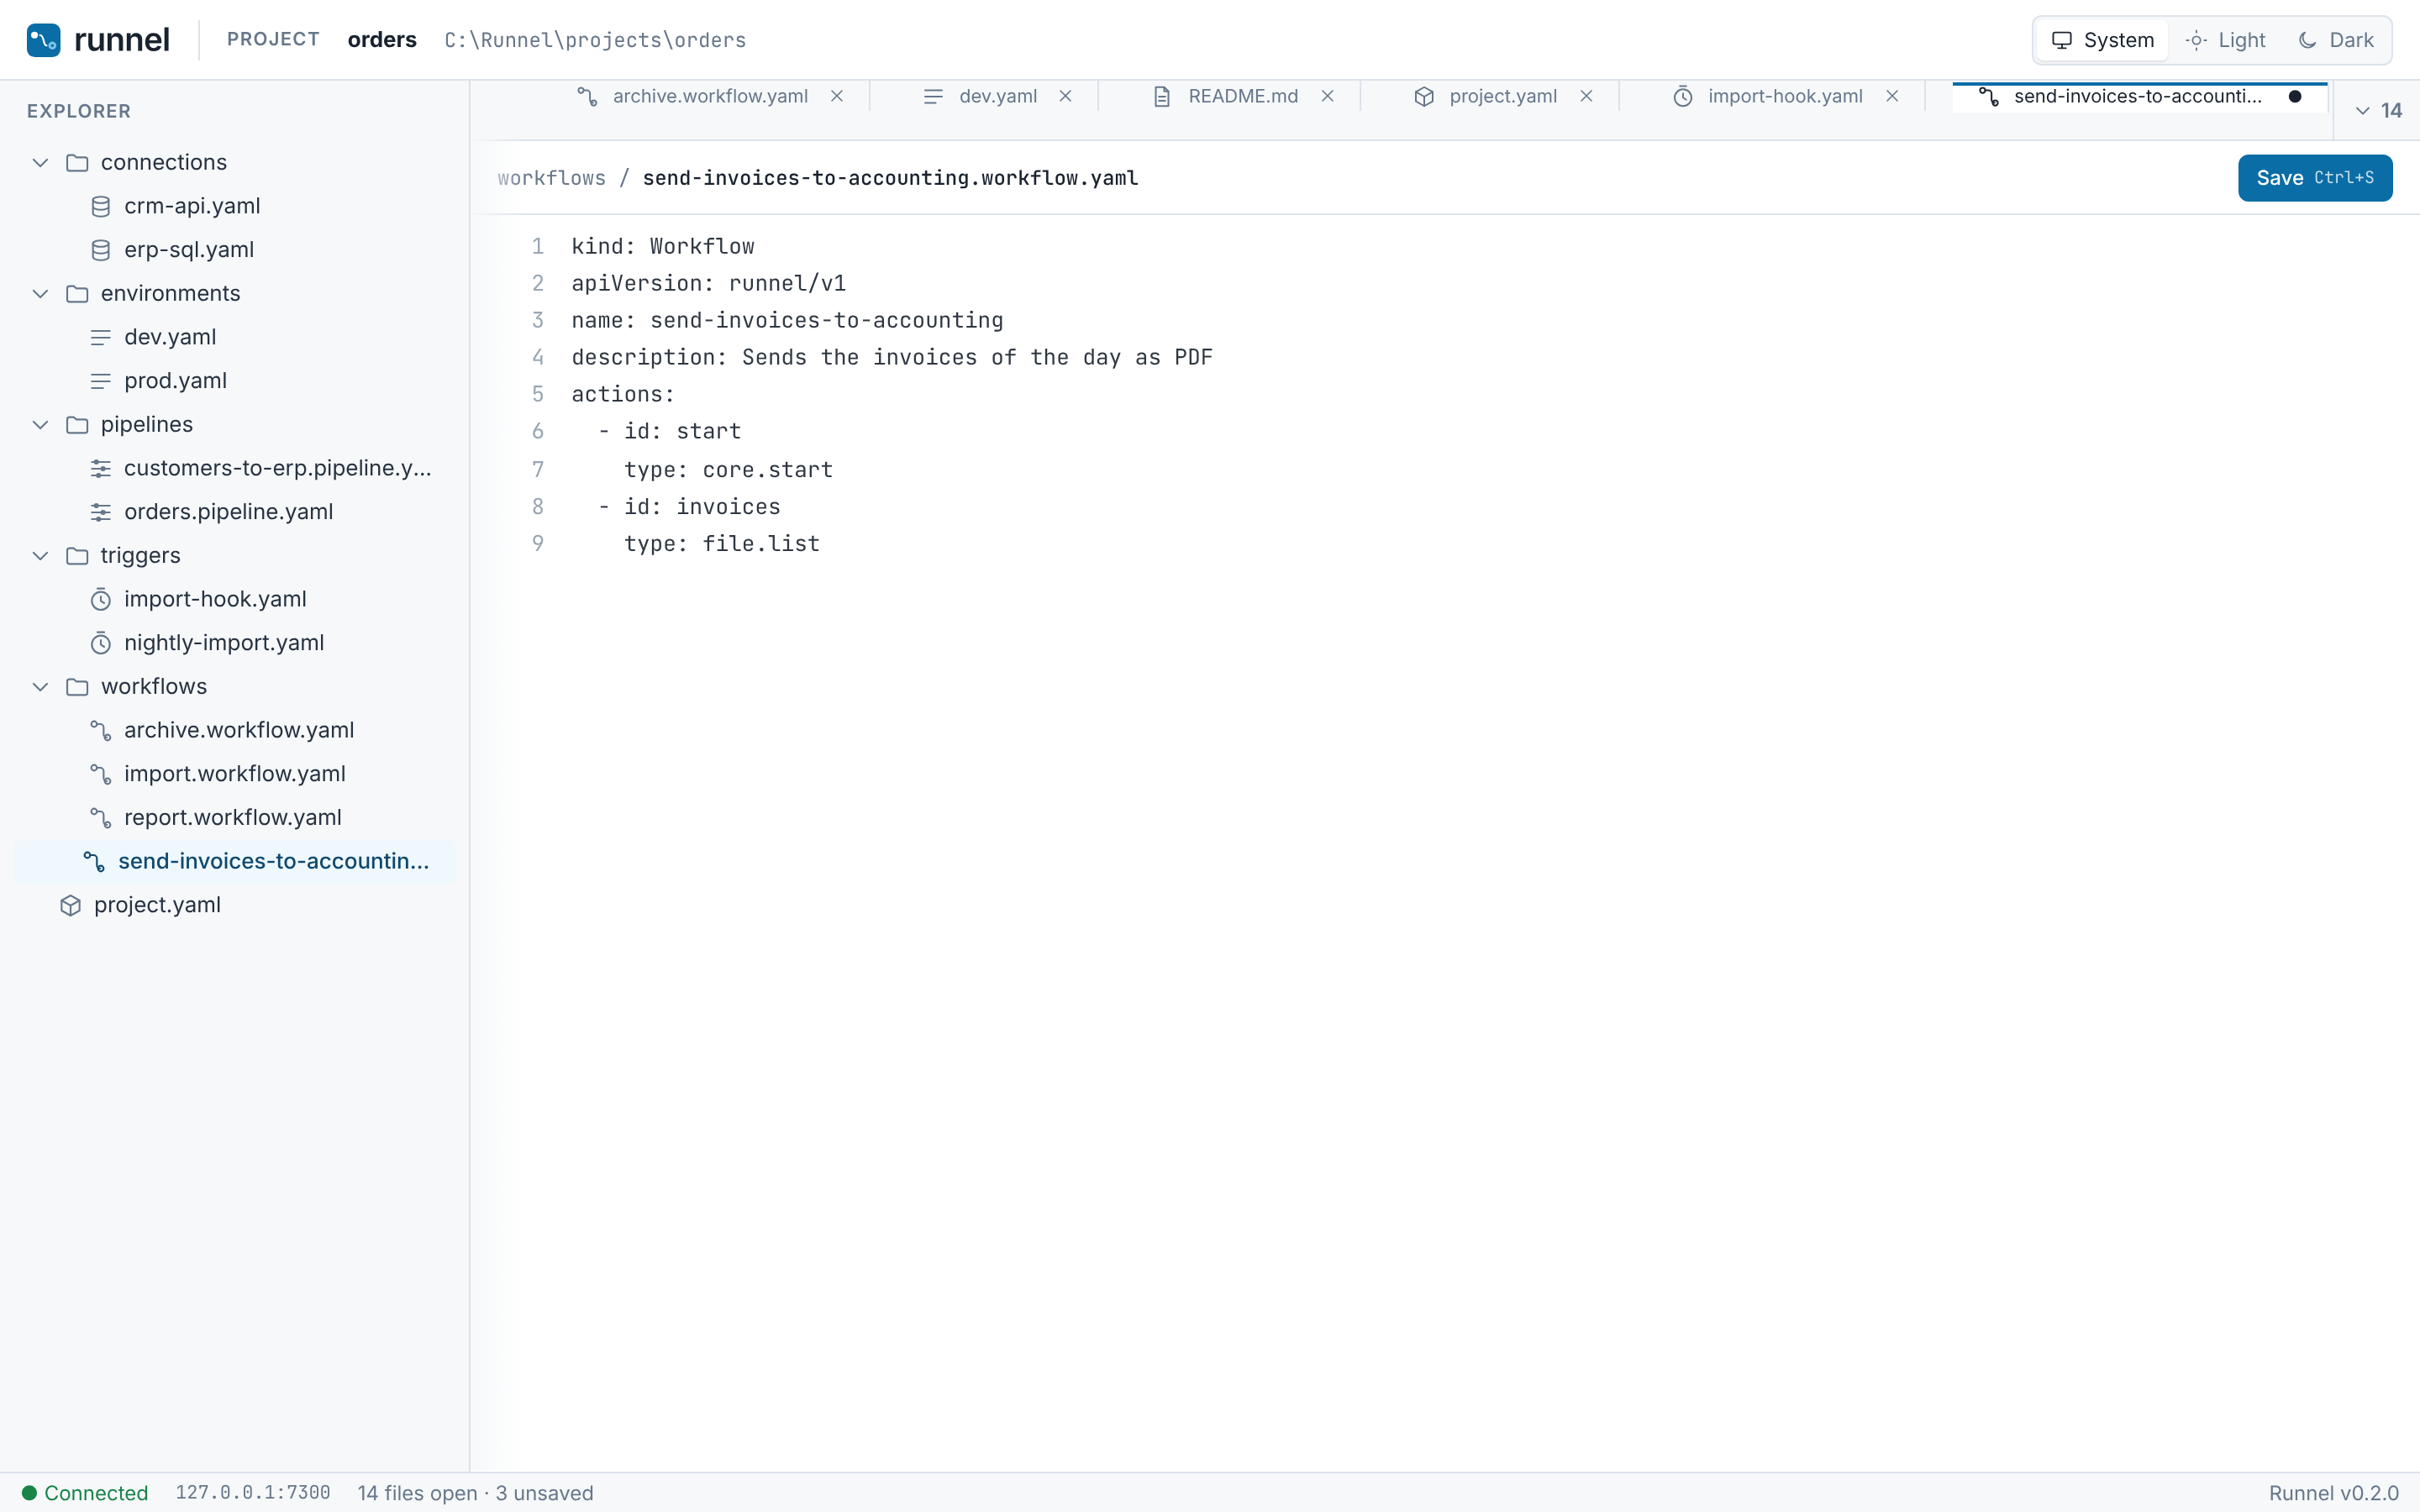 runnel
PROJECT orders C:\Runnel\projects\orders
System Light Dark
EXPLORER
connections
crm-api.yaml
erp-sql.yaml
environments
dev.yaml
prod.yaml
pipelines
customers-to-erp.pipeline.y...
orders.pipeline.yaml
triggers
import-hook.yaml
nightly-import.yaml
workflows
archive.workflow.yaml
import.workflow.yaml
report.workflow.yaml
send-invoices-to-accountin...
project.yaml
archive.workflow.yaml dev.yaml README.md project.yaml import-hook.yaml send-invoices-to-accounti... 14
workflows / send-invoices-to-accounting.workflow.yaml
Save Ctrl+S
1 kind: Workflow
2 apiVersion: runnel/v1
3 name: send-invoices-to-accounting
4 description: Sends the invoices of the day as PDF
5 actions:
6 - id: start
7 type: core.start
8 - id: invoices
9 type: file.list
Connected 127.0.0.1:7300 14 files open · 3 unsaved
Runnel v0.2.0